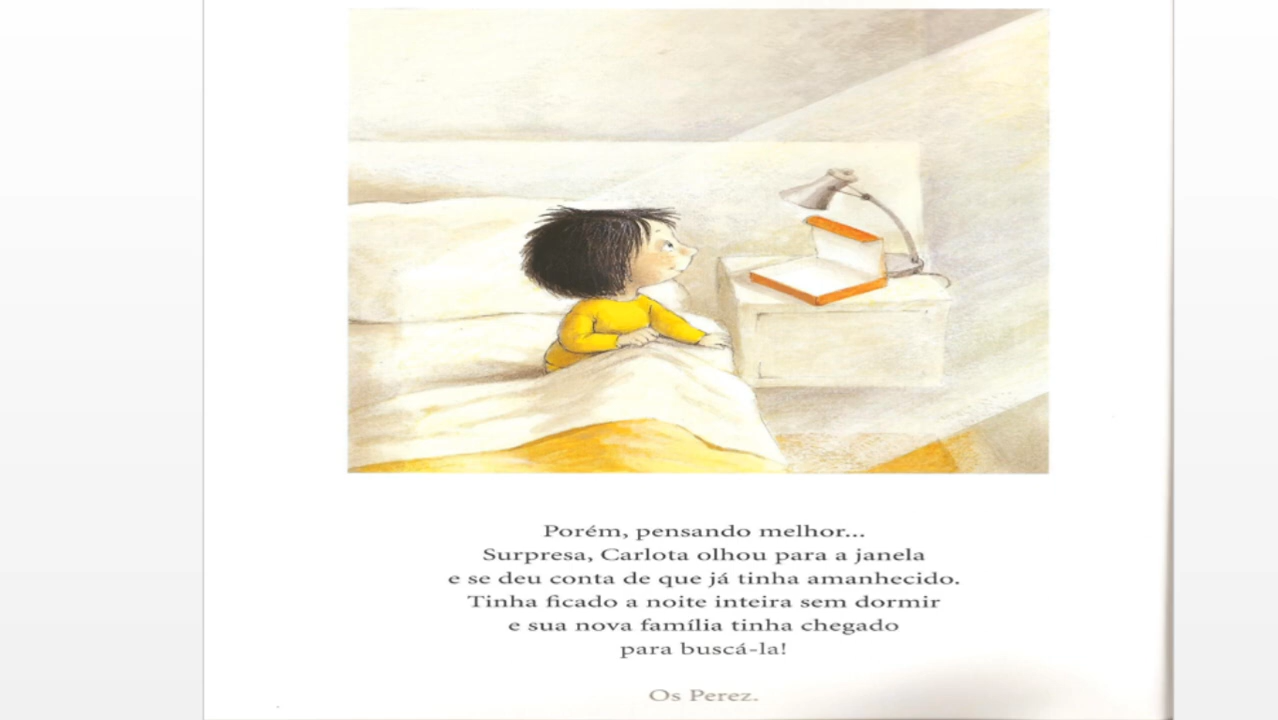 Porém, pensando melhor...
Surpresa, Carlota olhou para a janela
e se deu conta de que já tinha amanhecido.
Tinha ficado a noite inteira sem dormir
e sua nova família tinha chegado
para buscá-la!
Os Perez.